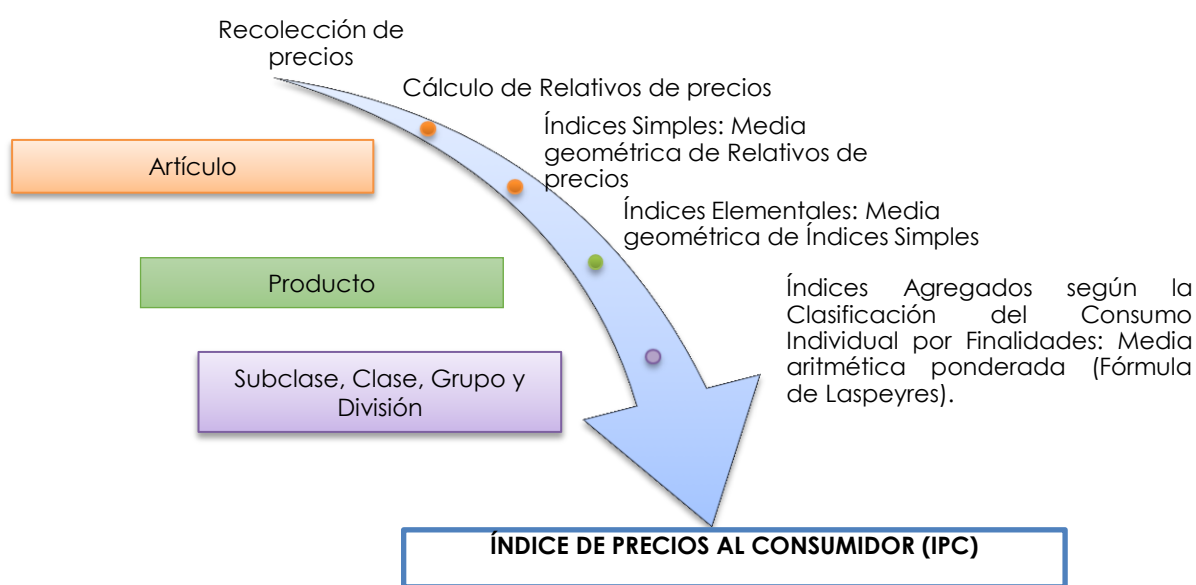 Recolección de
precios
Cálculo de Relativos de precios
Índices Simples: Media
geométrica de Relativos de
precios
Artículo
Índices Elementales: Media
geométrica de Índices Simples
Producto
Índices Agregados según la
Clasificación del Consumo
Individual por Finalidades: Media
aritmética ponderada (Fórmula
de Laspeyres).
Subclase, Clase, Grupo y
División
ÍNDICE DE PRECIOS AL CONSUMIDOR (IPC)